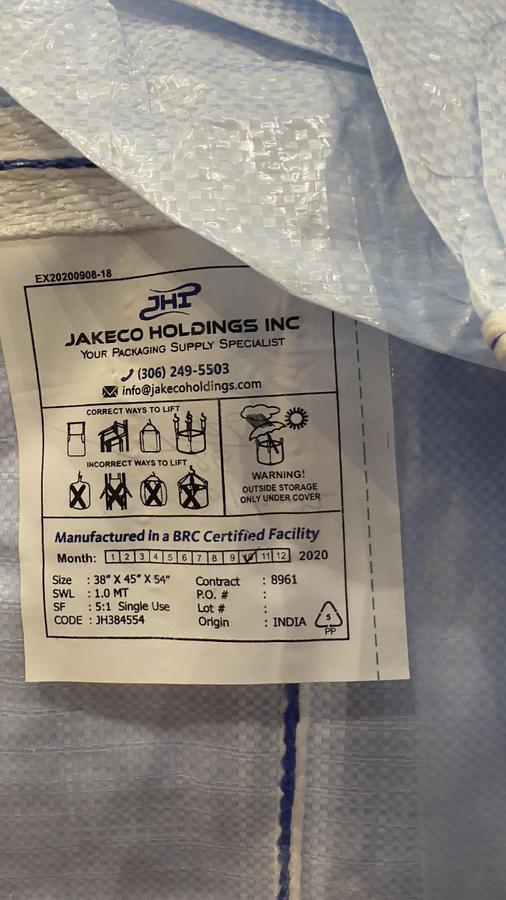 EX20200908-18
JHI
JAKECO HOLDINGS INC
YOUR PACKAGING SUPPLY SPECIALIST
(306) 249-5503
info@jakecoholdings.com
CORRECT WAYS TO LIFT
INCORRECT WAYS TO LIFT
WARNING!
OUTSIDE STORAGE
ONLY UNDER COVER
Manufactured in a BRC Certified Facility
Month: 1 2 3 4 5 6 7 8 9 10 11 12 2020
Size : 38" X 45" X 54"
SWL : 1.0 MT
SF : 5:1 Single Use
CODE : JH384554
Contract : 8961
P.O. # :
Lot # :
Origin : INDIA
5
PP